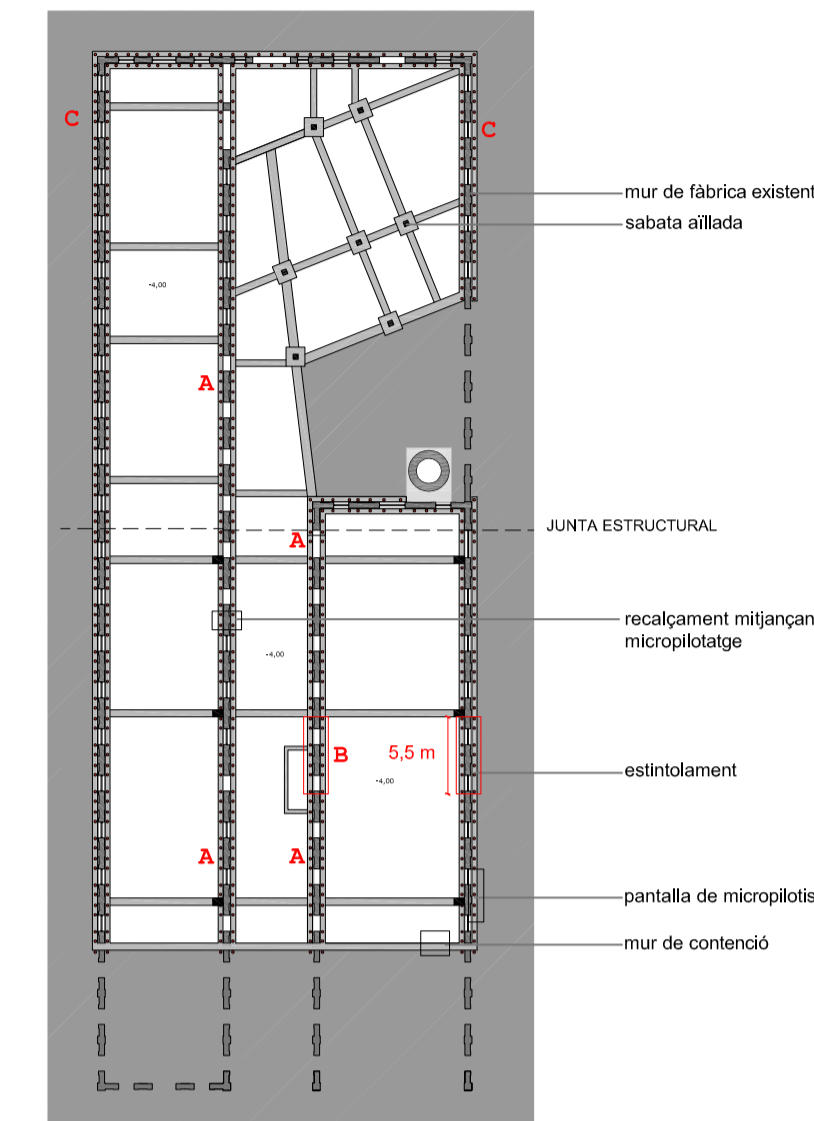 C
C
mur de fàbrica existent
sabata aïllada
-4,00
A
JUNTA ESTRUCTURAL
A
recalçament mitjançan
micropilotatge
-4,00
B
5,5 m
estintolament
-4,00
A
A
pantalla de micropilotis
mur de contenció